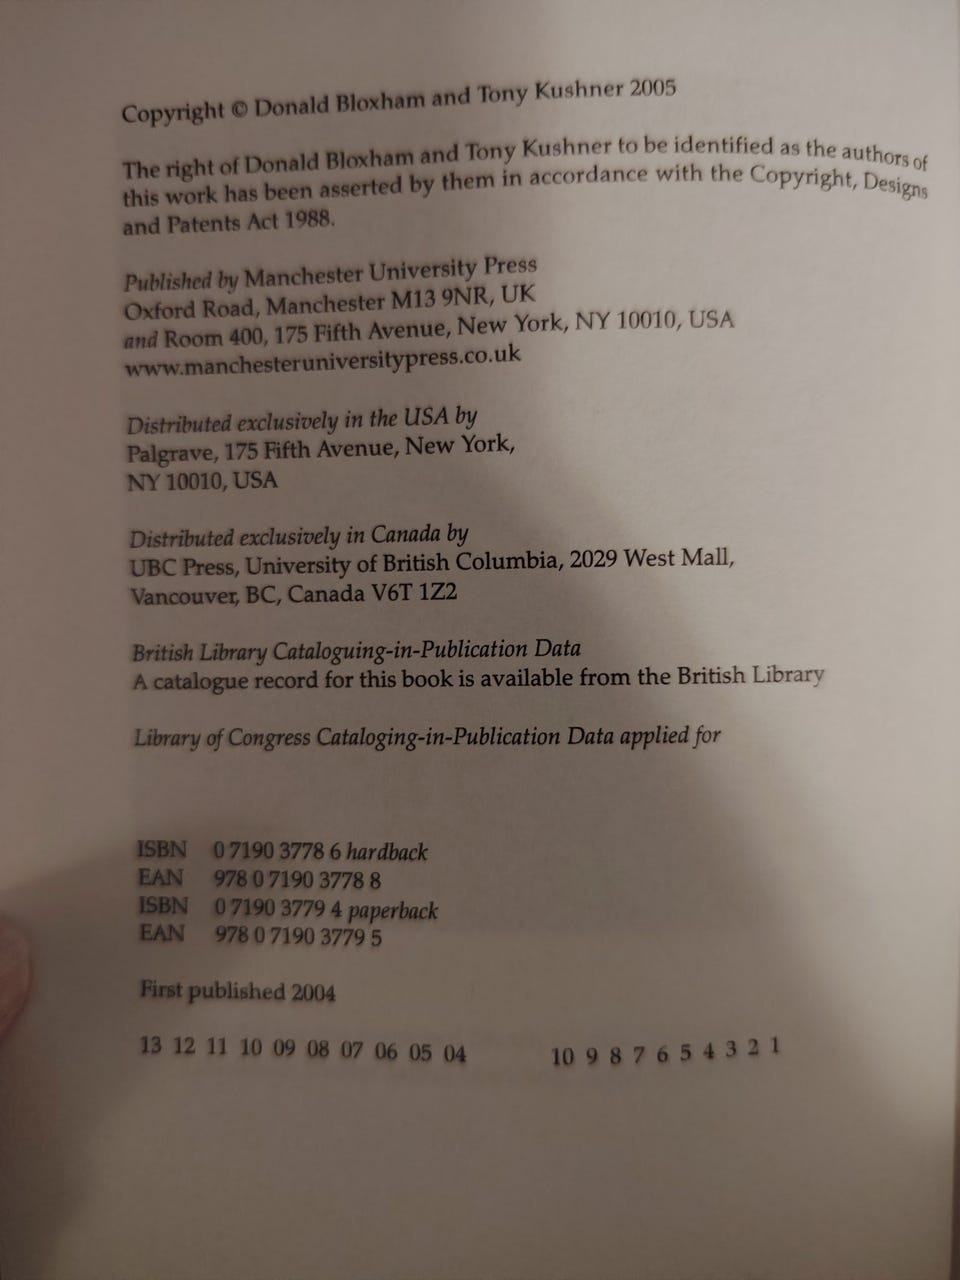 Copyright © Donald Bloxham and Tony Kushner 2005
The right of Donald Bloxham and Tony Kushner to be identified as the authors of
this work has been asserted by them in accordance with the Copyright, Designs
and Patents Act 1988.
Published by Manchester University Press
Oxford Road, Manchester M13 9NR, UK
and Room 400, 175 Fifth Avenue, New York, NY 10010, USA
www.manchesteruniversitypress.co.uk
Distributed exclusively in the USA by
Palgrave, 175 Fifth Avenue, New York,
NY 10010, USA
Distributed exclusively in Canada by
UBC Press, University of British Columbia, 2029 West Mall,
Vancouver, BC, Canada V6T 1Z2
British Library Cataloguing-in-Publication Data
A catalogue record for this book is available from the British Library
Library of Congress Cataloging-in-Publication Data applied for
ISBN 0 7190 3778 6 hardback
EAN 978 0 7190 3778 8
ISBN 0 7190 3779 4 paperback
EAN 978 0 7190 3779 5
First published 2004
13 12 11 10 09 08 07 06 05 04 10 9 8 7 6 5 4 3 2 1